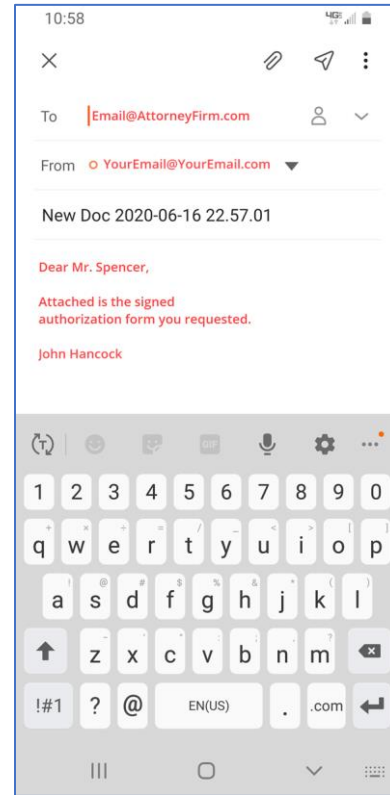 10:58 4GE
To Email@AttorneyFirm.com
From YourEmail@YourEmail.com
New Doc 2020-06-16 22.57.01
Dear Mr. Spencer,
Attached is the signed
authorization form you requested.
John Hancock
T GIF
1 2 3 4 5 6 7 8 9 0
+ × ÷ = / _ < > [ ]
q w e r t y u i o p
! @ # $ % ^ & * ( )
a s d f g h j k l
- ' " : ; , ?
z x c v b n m
!#1 ? @ EN(US) . .com